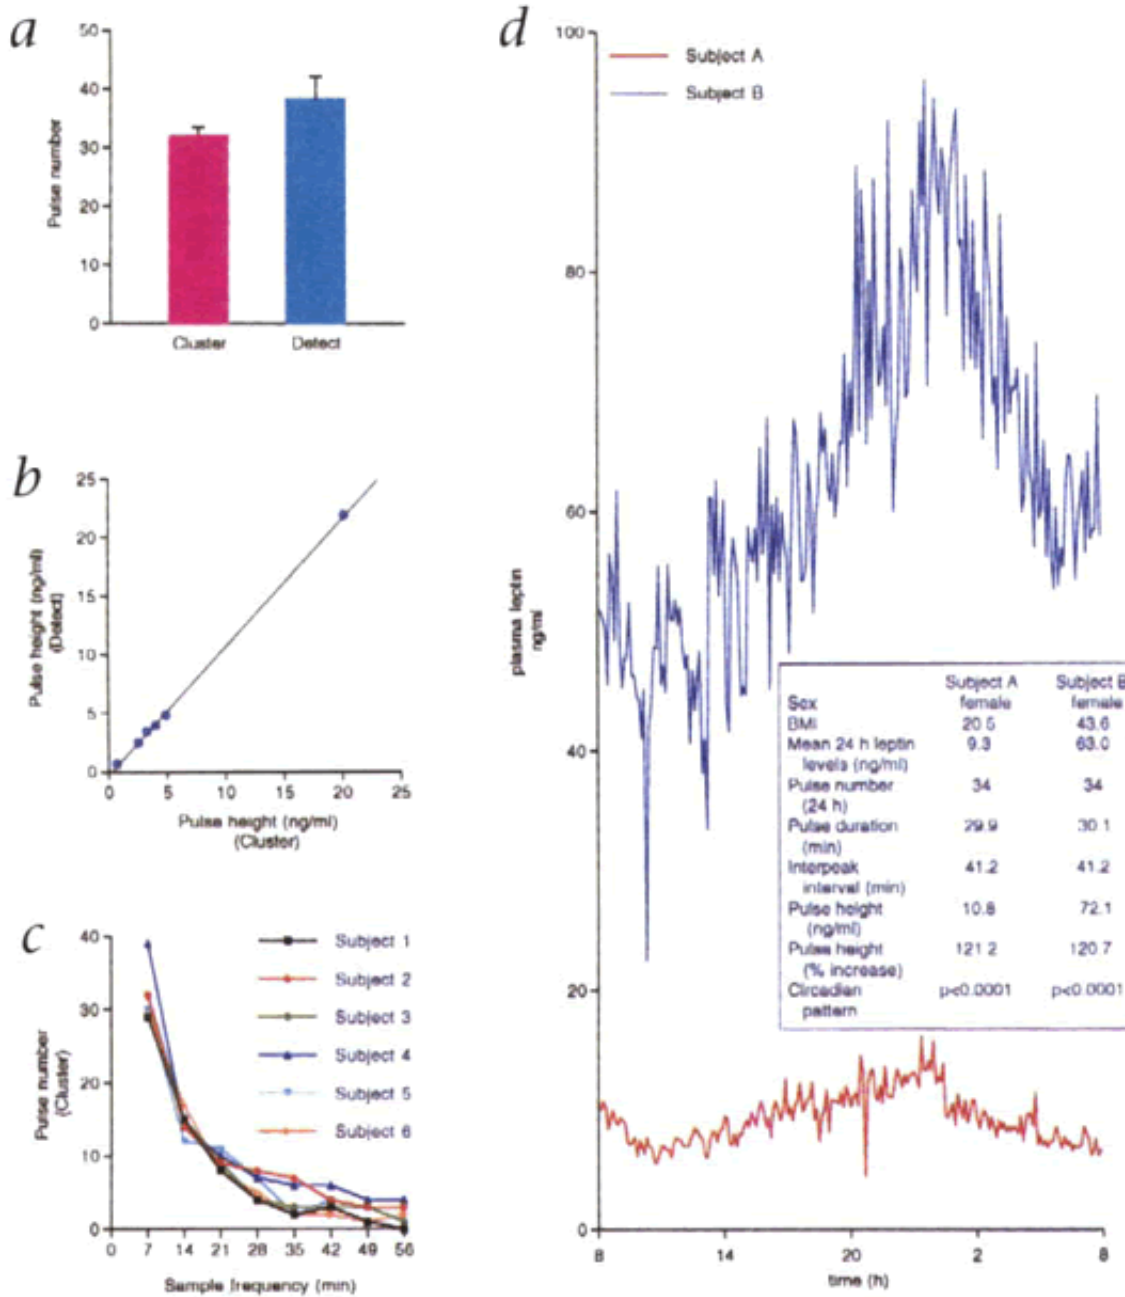 a
50
40
30
20
10
0
Pulse number
Cluster
Detect
b
25
22
15
10
5
0
Pulse height (ng/ml)
(Detect)
0 5 10 15 20 25
Pulse height (ng/ml)
(Cluster)
c
40
30
20
10
0
Pulse number
(Cluster)
Subject 1
Subject 2
Subject 3
Subject 4
Subject 5
Subject 6
0 7 14 21 28 35 42 49 56
Sample frequency (min)
d
100
80
60
40
20
0
plasma leptin
ng/ml
Subject A
Subject B
Subject A Subject B
Sex female female
BMI 20.5 43.6
Mean 24 h leptin 9.3 63.0
levels (ng/ml)
Pulse number 34 34
(24 h)
Pulse duration 29.9 30.1
(min)
Interpeak 41.2 41.2
interval (min)
Pulse height 10.8 72.1
(ng/ml)
Pulse height 121.2 120.7
(% increase)
Circadian p<0.0001 p<0.0001
pattern
8 14 20 2 8
time (h)